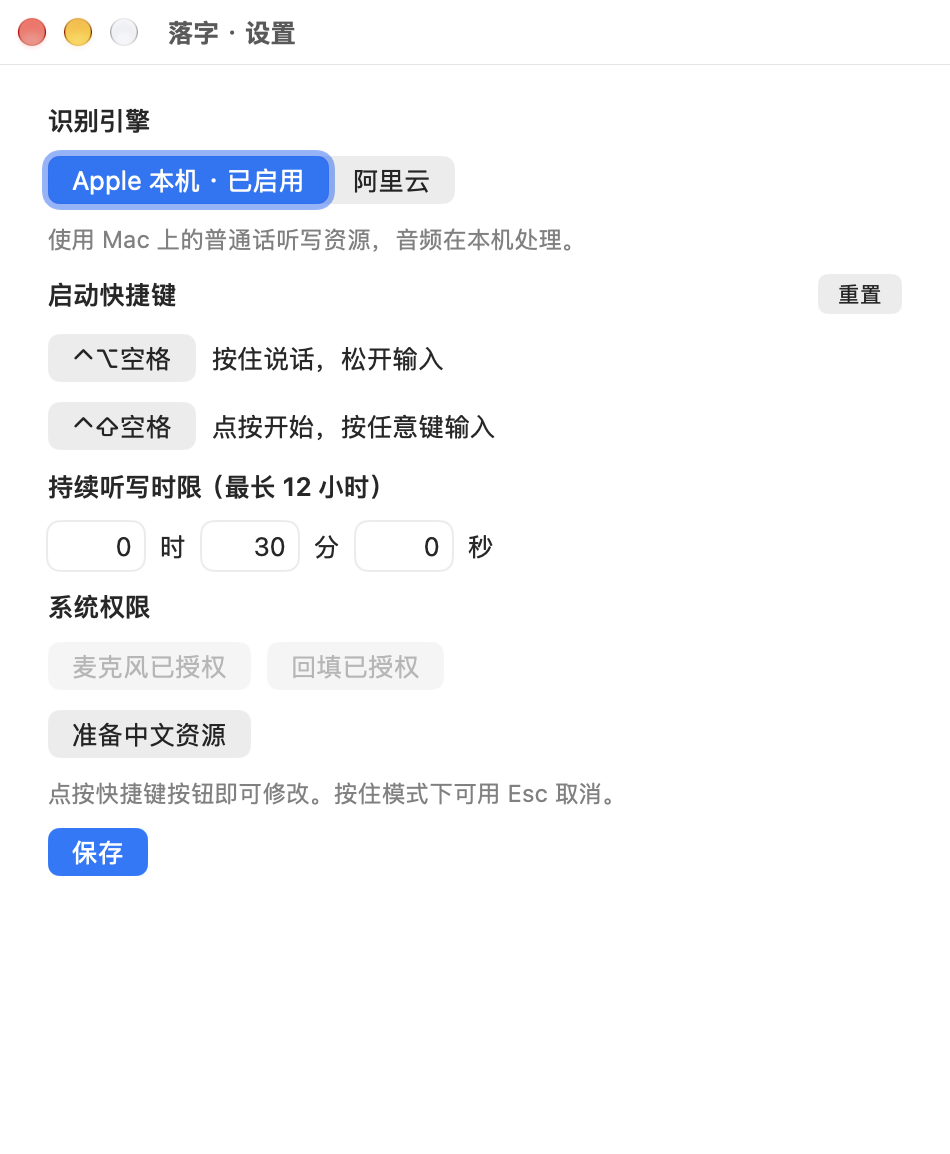 落字 · 设置
识别引擎
Apple 本机 · 已启用 阿里云
使用 Mac 上的普通话听写资源，音频在本机处理。
启动快捷键 重置
^⌥空格 按住说话，松开输入
^⇧空格 点按开始，按任意键输入
持续听写时限（最长 12 小时）
0 时 30 分 0 秒
系统权限
麦克风已授权 回填已授权
准备中文资源
点按快捷键按钮即可修改。按住模式下可用 Esc 取消。
保存